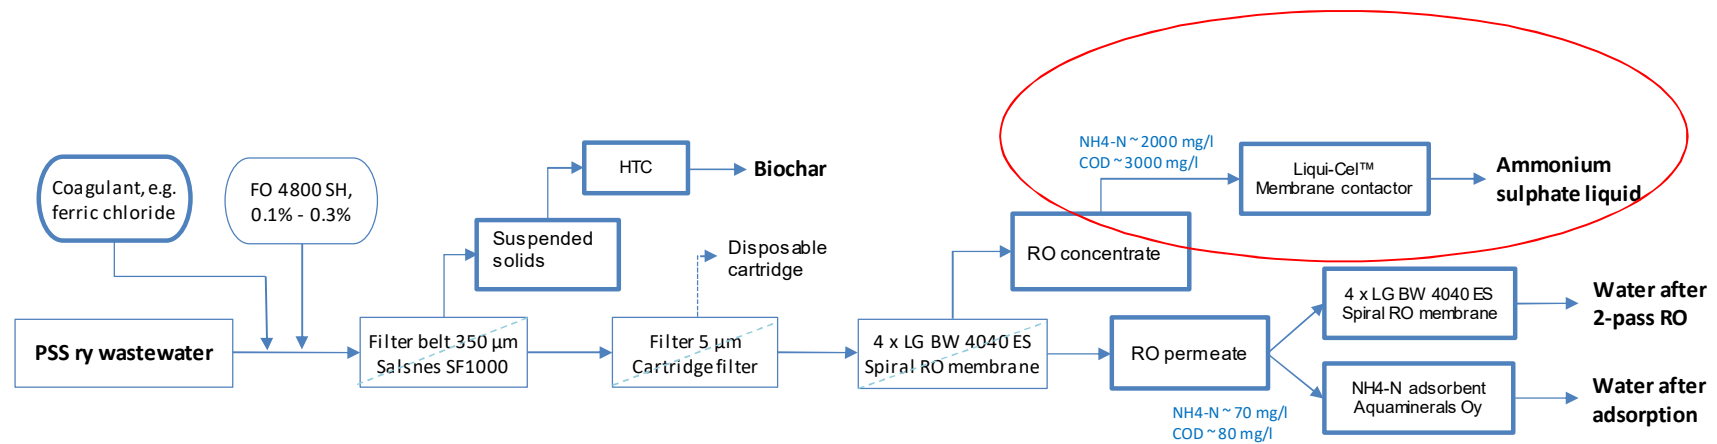 Coagulant, e.g.
ferric chloride
FO 4800 SH,
0.1% - 0.3%
PSS ry wastewater
Filter belt 350 µm
Salsnes SF1000
Suspended
solids
HTC
Biochar
Disposable
cartridge
Filter 5 µm
Cartridge filter
4 x LG BW 4040 ES
Spiral RO membrane
RO concentrate
NH4-N ~ 2000 mg/l
COD ~ 3000 mg/l
Liqui-Cel™
Membrane contactor
Ammonium
sulphate liquid
RO permeate
NH4-N ~ 70 mg/l
COD ~ 80 mg/l
4 x LG BW 4040 ES
Spiral RO membrane
Water after
2-pass RO
NH4-N adsorbent
Aquaminerals Oy
Water after
adsorption